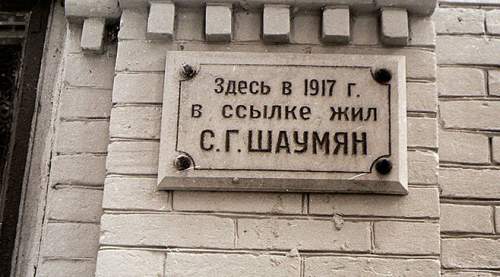 Здесь в 1917 г.
в ссылке жил
С.Г. ШАУМЯН